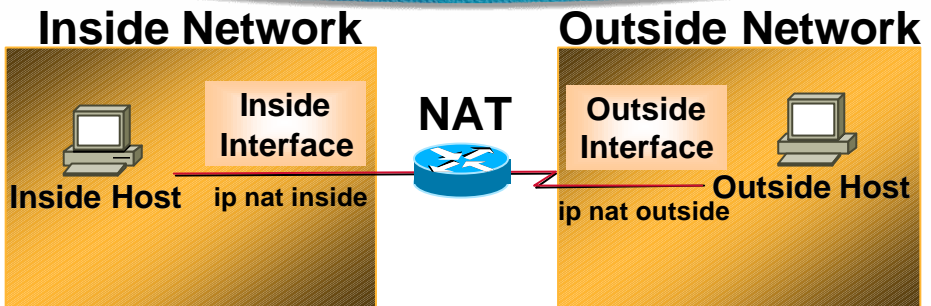 Inside Network
Outside Network
Inside
Interface
NAT
Outside
Interface
Inside Host
ip nat inside
ip nat outside
Outside Host